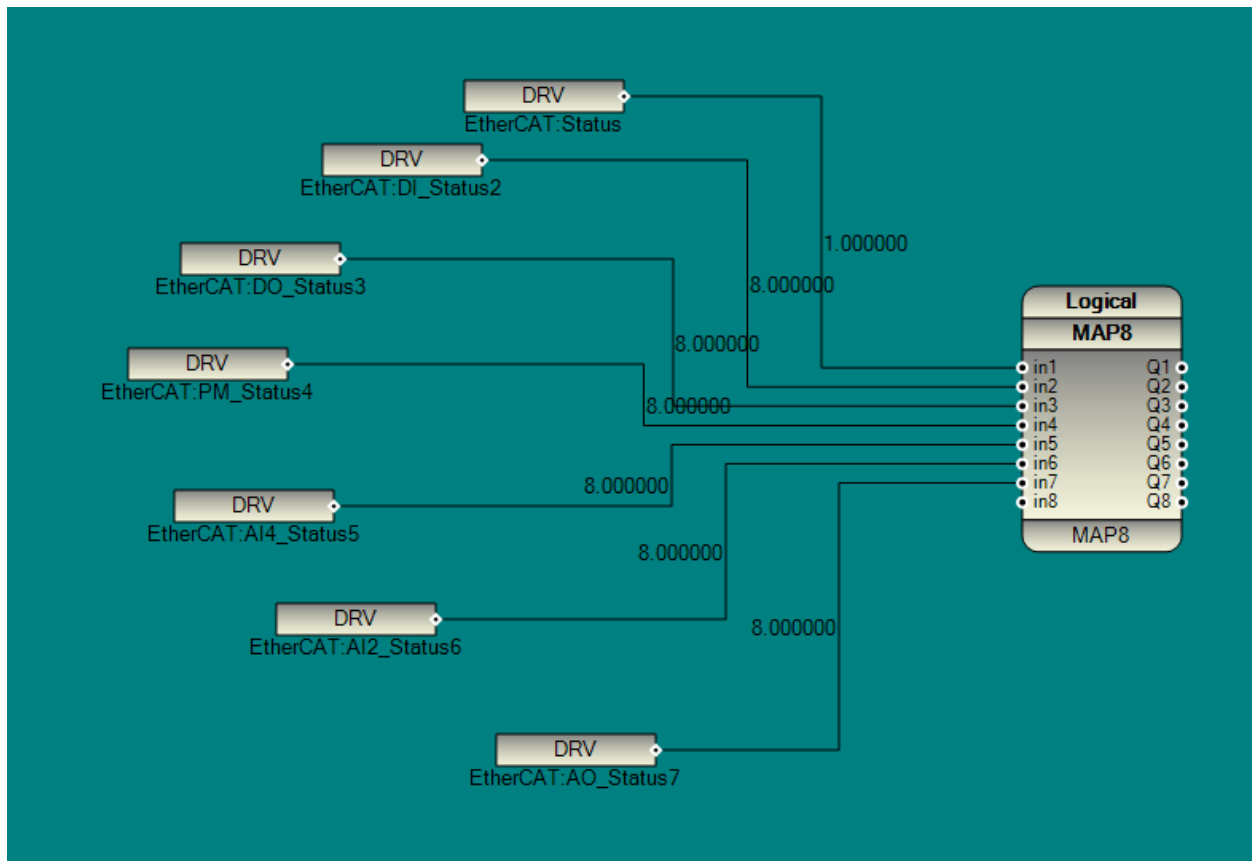 DRV
EtherCAT:Status
DRV
EtherCAT:DI_Status2
1.000000
DRV
EtherCAT:DO_Status3
8.000000
8.000000
DRV
EtherCAT:PM_Status4
8.000000
DRV
EtherCAT:AI4_Status5
8.000000
DRV
EtherCAT:AI2_Status6
8.000000
DRV
EtherCAT:AO_Status7
8.000000
Logical
MAP8
in1 Q1
in2 Q2
in3 Q3
in4 Q4
in5 Q5
in6 Q6
in7 Q7
in8 Q8
MAP8